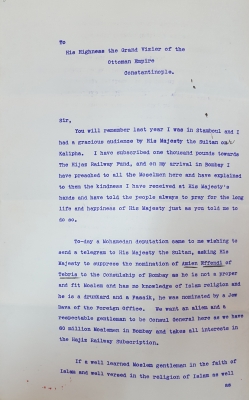 To
His Highness the Grand Vizier of the
Ottoman Empire
Constantinople.
Sir,
You will remember last year I was in Stamboul and I
had a gracious audience by His Majesty the Sultan
Kalipha. I have subscribed one thousand pounds towards
The Hijaz Railway Fund, and on my arrival in Bombay I
have preached to all the Moselmen here and have explained
to them the kindness I have received at His Majesty's
hands and have told the people always to pray for the long
life and happiness of His Majesty just as you told me to
do so.
To-day a Mohamedan deputation came to me wishing to
send a telegram to His Majesty the Sultan, asking His
Majesty to suppress the nomination of Amien Effendi of
Tebris to the Consulship of Bombay as he is not a proper
and fit Moslem and has no knowledge of Islam religion and
he is a drunkard and a Fassik, he was nominated by a Jew
Dava of the Foreign Office. We want an alien and a
respectable gentleman to be Consul General here as we have
60 million Moslemen in Bombay and takes all interests in
the Hejis Railway Subscription.
If a well learned Moslem gentleman in the faith of
Islam and well versed in the religion of Islam as well
as